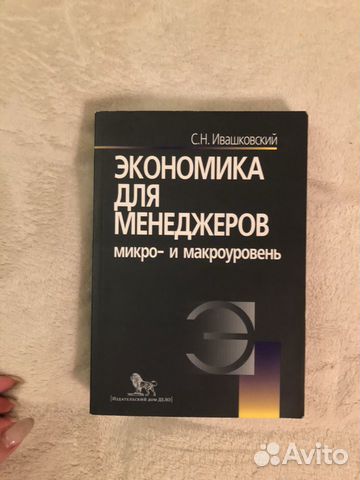 С.Н. Ивашковский
ЭКОНОМИКА
ДЛЯ
МЕНЕДЖЕРОВ
микро- и макроуровень
Э
[Издательский дом ДЕЛО]
Avito